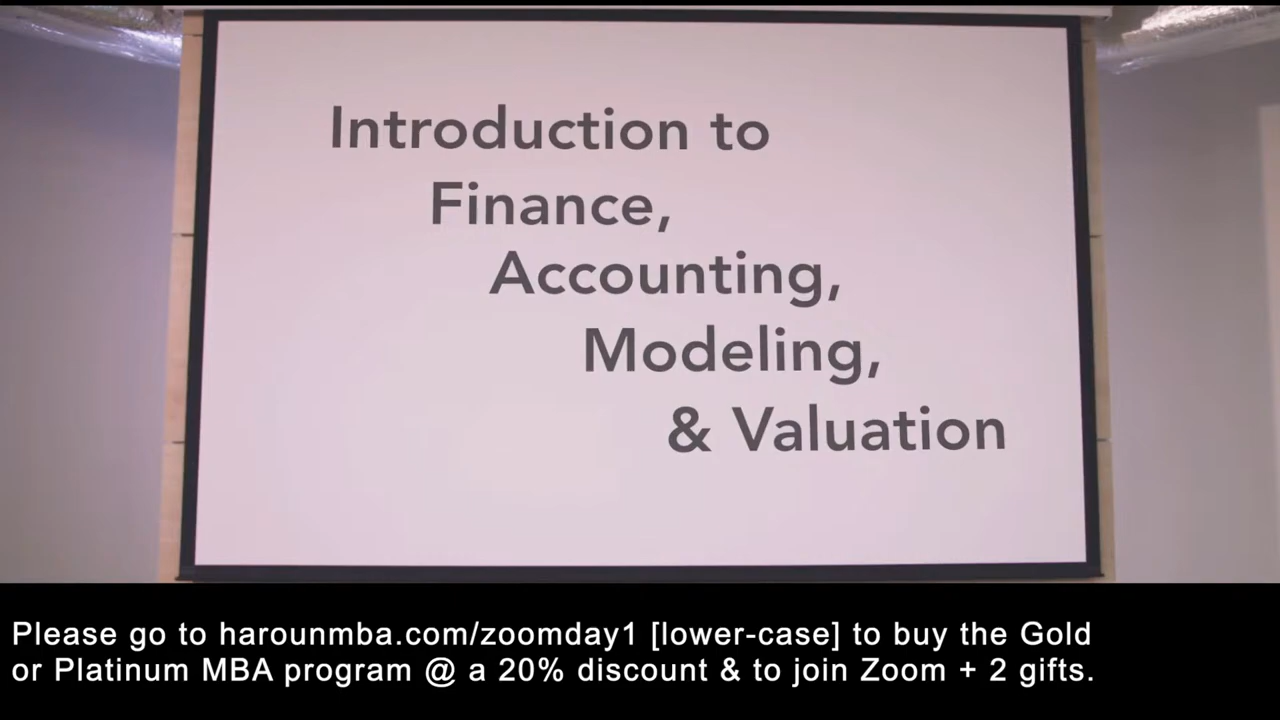 Introduction to
Finance,
Accounting,
Modeling,
& Valuation
Please go to harounmba.com/zoomday1 [lower-case] to buy the Gold
or Platinum MBA program @ a 20% discount & to join Zoom + 2 gifts.